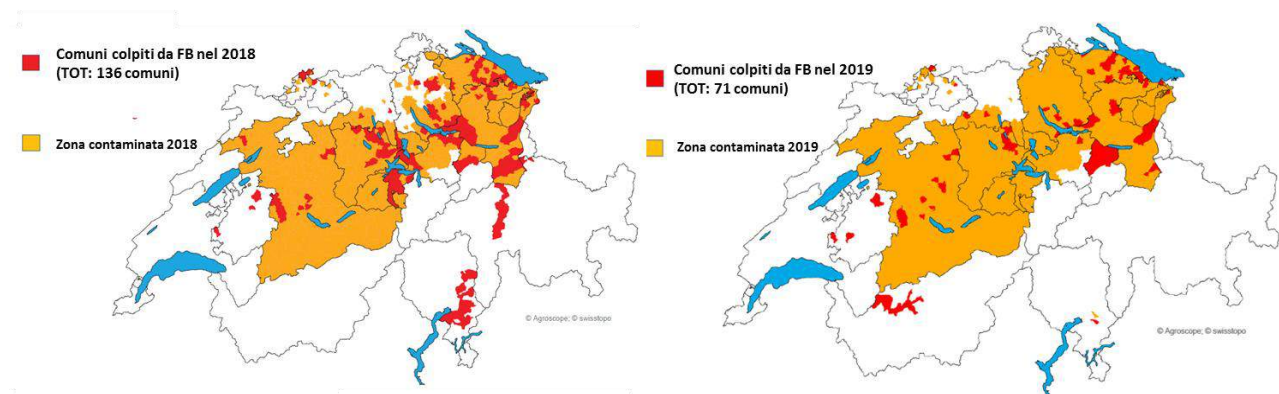 Comuni colpiti da FB nel 2018
(TOT: 136 comuni)
Zona contaminata 2018
© Agroscope; © swisstopo
Comuni colpiti da FB nel 2019
(TOT: 71 comuni)
Zona contaminata 2019
© Agroscope; © swisstopo